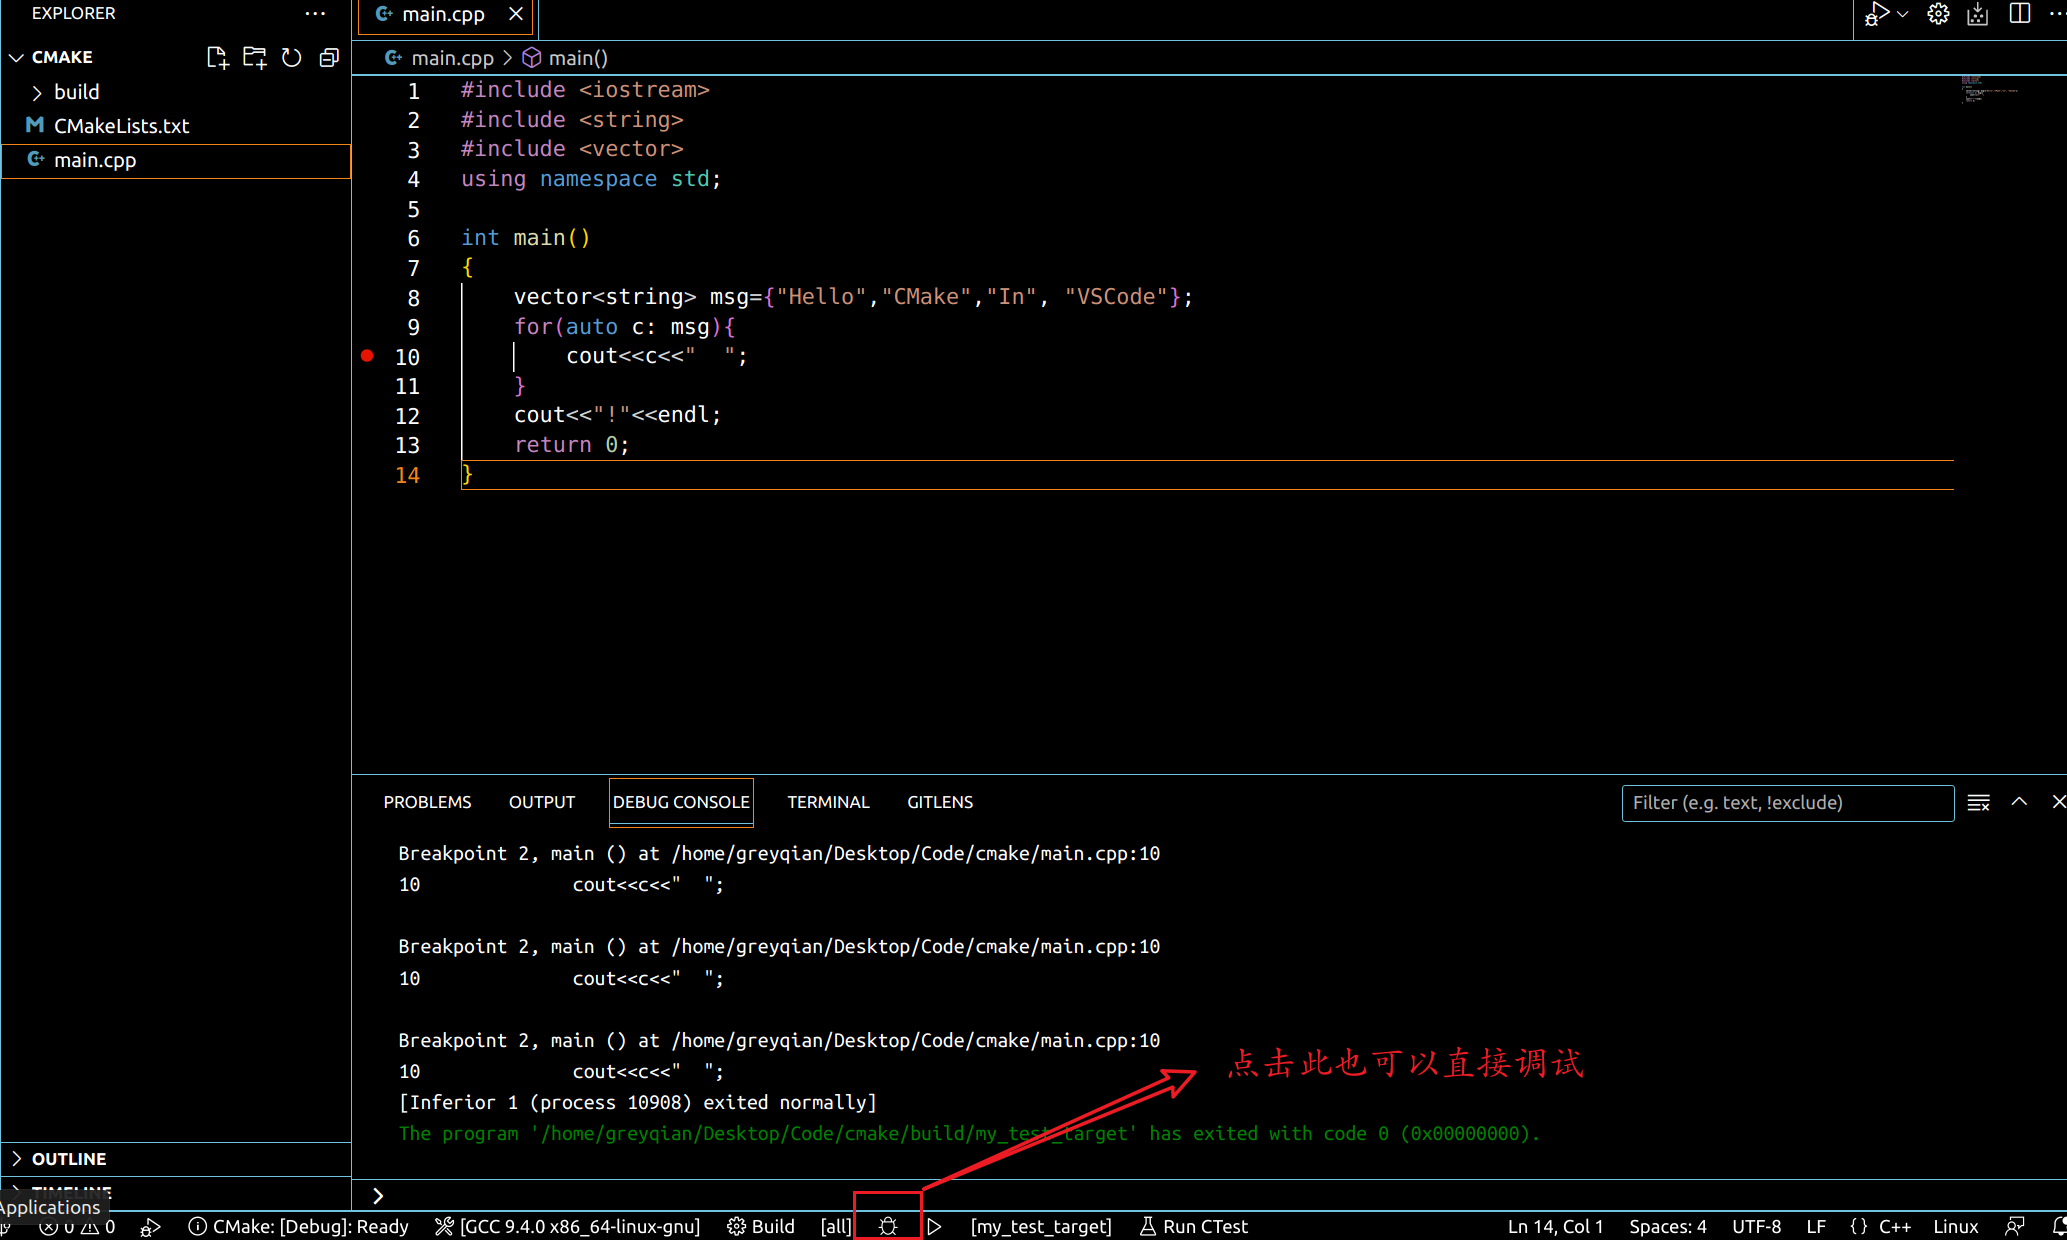 EXPLORER
main.cpp
CMAKE
build
CMakeLists.txt
main.cpp
OUTLINE
TIMELINE
Applications
main.cpp > main()
1 #include <iostream>
2 #include <string>
3 #include <vector>
4 using namespace std;
5
6 int main()
7 {
8     vector<string> msg={"Hello","CMake","In", "VSCode"};
9     for(auto c: msg){
10         cout<<c<<"  ";
11     }
12     cout<<"!"<<endl;
13     return 0;
14 }
PROBLEMS OUTPUT DEBUG CONSOLE TERMINAL GITLENS Filter (e.g. text, !exclude)
Breakpoint 2, main () at /home/greyqian/Desktop/Code/cmake/main.cpp:10
10              cout<<c<<"  ";
Breakpoint 2, main () at /home/greyqian/Desktop/Code/cmake/main.cpp:10
10              cout<<c<<"  ";
Breakpoint 2, main () at /home/greyqian/Desktop/Code/cmake/main.cpp:10
10              cout<<c<<"  ";
[Inferior 1 (process 10908) exited normally]
The program '/home/greyqian/Desktop/Code/cmake/build/my_test_target' has exited with code 0 (0x00000000).
点击此也可以直接调试
0 0 CMake: [Debug]: Ready [GCC 9.4.0 x86_64-linux-gnu] Build [all] [my_test_target] Run CTest Ln 14, Col 1 Spaces: 4 UTF-8 LF {} C++ Linux